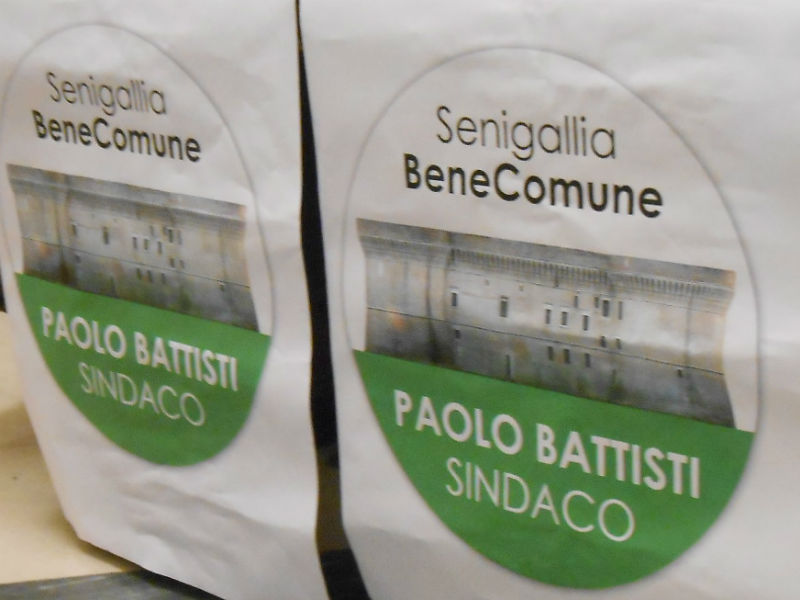 Senigallia
BeneComune
PAOLO BATTISTI
SINDACO
Senigallia
BeneComune
PAOLO BATTISTI
SINDACO